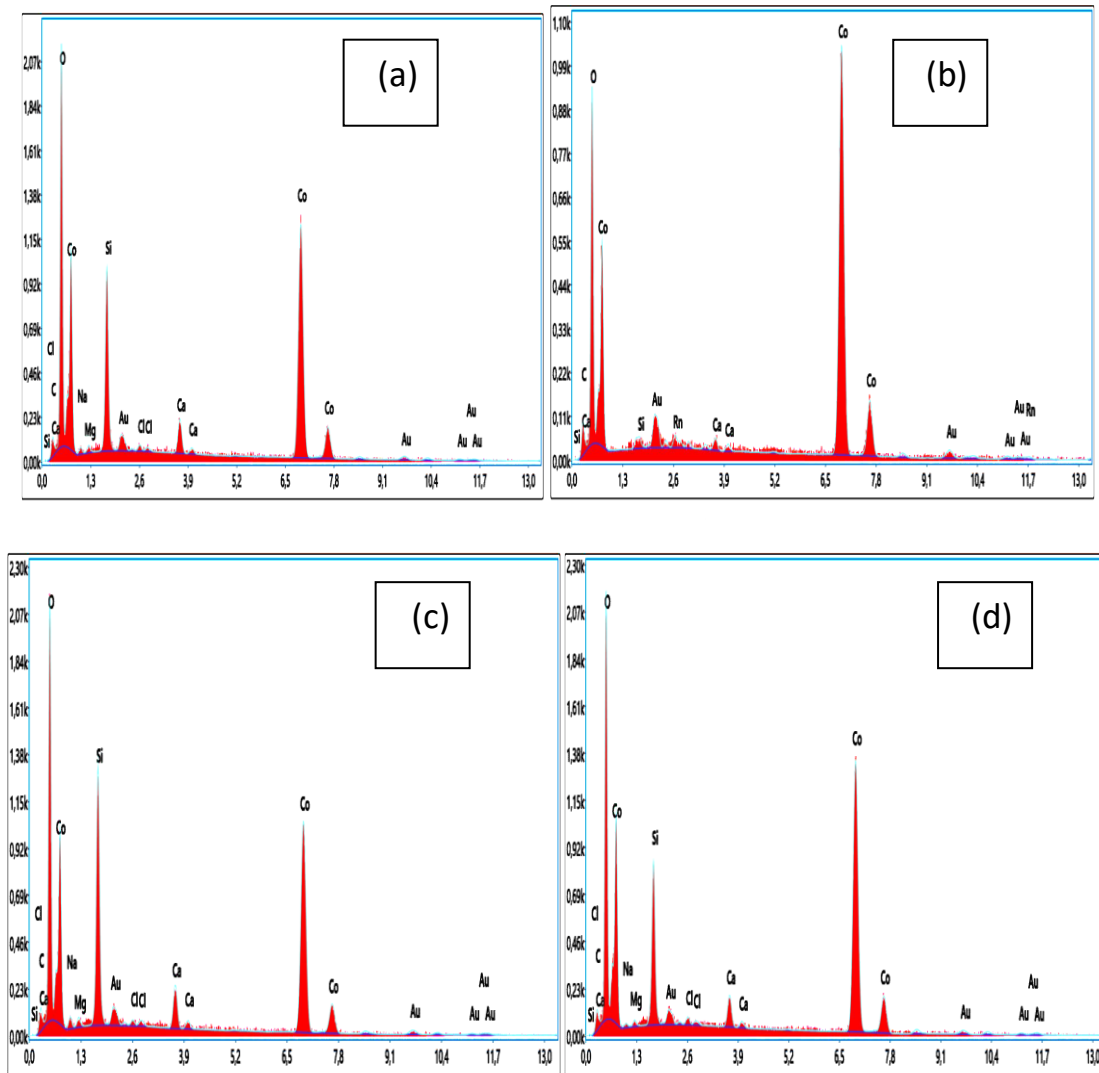 (a)
2,07k
1,84k
1,61k
1,38k
1,15k
0,92k
0,69k
0,46k
0,23k
0,00k
O
Co
Si
Co
Cl
C
Ca
Si
Na
Mg
Au
Cl Cl
Ca
Ca
Co
Au
Au
Au Au
0,0 1,3 2,6 3,9 5,2 6,5 7,8 9,1 10,4 11,7 13,0
(b)
1,10k
0,99k
0,88k
0,77k
0,66k
0,55k
0,44k
0,33k
0,22k
0,11k
0,00k
Co
O
Co
C
Ca
Si
Si
Au
Rn
Ca
Ca
Co
Au
Au Rn
Au Au
0,0 1,3 2,6 3,9 5,2 6,5 7,8 9,1 10,4 11,7 13,0
(c)
2,30k
2,07k
1,84k
1,61k
1,38k
1,15k
0,92k
0,69k
0,46k
0,23k
0,00k
O
Si
Co
Co
Cl
C
Ca
Si
Na
Mg
Au
Cl Cl
Ca
Ca
Co
Au
Au
Au Au
0,0 1,3 2,6 3,9 5,2 6,5 7,8 9,1 10,4 11,7 13,0
(d)
2,30k
2,07k
1,84k
1,61k
1,38k
1,15k
0,92k
0,69k
0,46k
0,23k
0,00k
O
Co
Co
Si
Cl
C
Ca
Si
Na
Mg
Au
Cl Cl
Ca
Ca
Co
Au
Au
Au Au
0,0 1,3 2,6 3,9 5,2 6,5 7,8 9,1 10,4 11,7 13,0